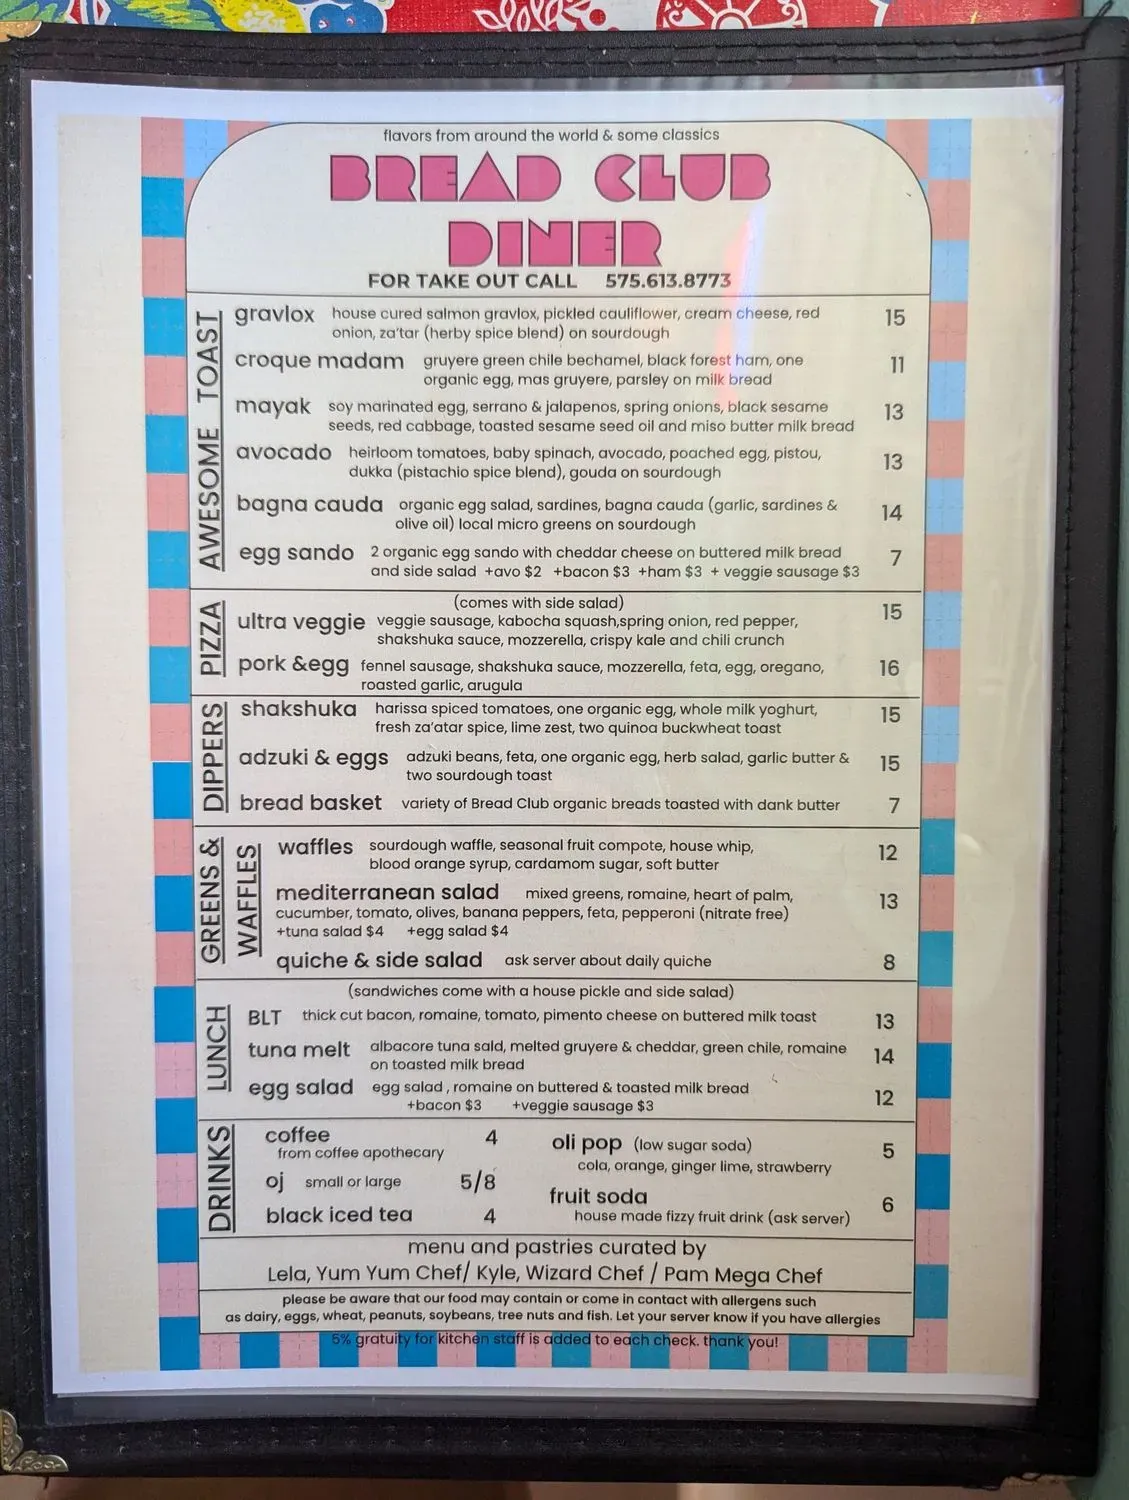 flavors from around the world & some classics
BREAD CLUB
DINER
FOR TAKE OUT CALL 575.613.8773
AWESOME TOAST
gravlox house cured salmon gravlox, pickled cauliflower, cream cheese, red 15
onion, za'tar (herby spice blend) on sourdough
croque madam gruyere green chile bechamel, black forest ham, one 11
organic egg, mas gruyere, parsley on milk bread
mayak soy marinated egg, serrano & jalapenos, spring onions, black sesame 13
seeds, red cabbage, toasted sesame seed oil and miso butter milk bread
avocado heirloom tomatoes, baby spinach, avocado, poached egg, pistou, 13
dukka (pistachio spice blend), gouda on sourdough
bagna cauda organic egg salad, sardines, bagna cauda (garlic, sardines & 14
olive oil) local micro greens on sourdough
egg sando 2 organic egg sando with cheddar cheese on buttered milk bread 7
and side salad +avo $2 +bacon $3 +ham $3 + veggie sausage $3
PIZZA
(comes with side salad)
ultra veggie veggie sausage, kabocha squash,spring onion, red pepper, 15
shakshuka sauce, mozzerella, crispy kale and chili crunch
pork &egg fennel sausage, shakshuka sauce, mozzerella, feta, egg, oregano, 16
roasted garlic, arugula
DIPPERS
shakshuka harissa spiced tomatoes, one organic egg, whole milk yoghurt, 15
fresh za'atar spice, lime zest, two quinoa buckwheat toast
adzuki & eggs adzuki beans, feta, one organic egg, herb salad, garlic butter & 15
two sourdough toast
bread basket variety of Bread Club organic breads toasted with dank butter 7
GREENS &
WAFFLES
waffles sourdough waffle, seasonal fruit compote, house whip, 12
blood orange syrup, cardamom sugar, soft butter
mediterranean salad mixed greens, romaine, heart of palm, 13
cucumber, tomato, olives, banana peppers, feta, pepperoni (nitrate free)
+tuna salad $4 +egg salad $4
quiche & side salad ask server about daily quiche 8
LUNCH
(sandwiches come with a house pickle and side salad)
BLT thick cut bacon, romaine, tomato, pimento cheese on buttered milk toast 13
tuna melt albacore tuna sald, melted gruyere & cheddar, green chile, romaine 14
on toasted milk bread
egg salad egg salad , romaine on buttered & toasted milk bread 12
+bacon $3 +veggie sausage $3
DRINKS
coffee 4
from coffee apothecary
oj small or large 5/8
black iced tea 4
oli pop (low sugar soda) 5
cola, orange, ginger lime, strawberry
fruit soda 6
house made fizzy fruit drink (ask server)
menu and pastries curated by
Lela, Yum Yum Chef/ Kyle, Wizard Chef / Pam Mega Chef
please be aware that our food may contain or come in contact with allergens such
as dairy, eggs, wheat, peanuts, soybeans, tree nuts and fish. Let your server know if you have allergies
5% gratuity for kitchen staff is added to each check. thank you!